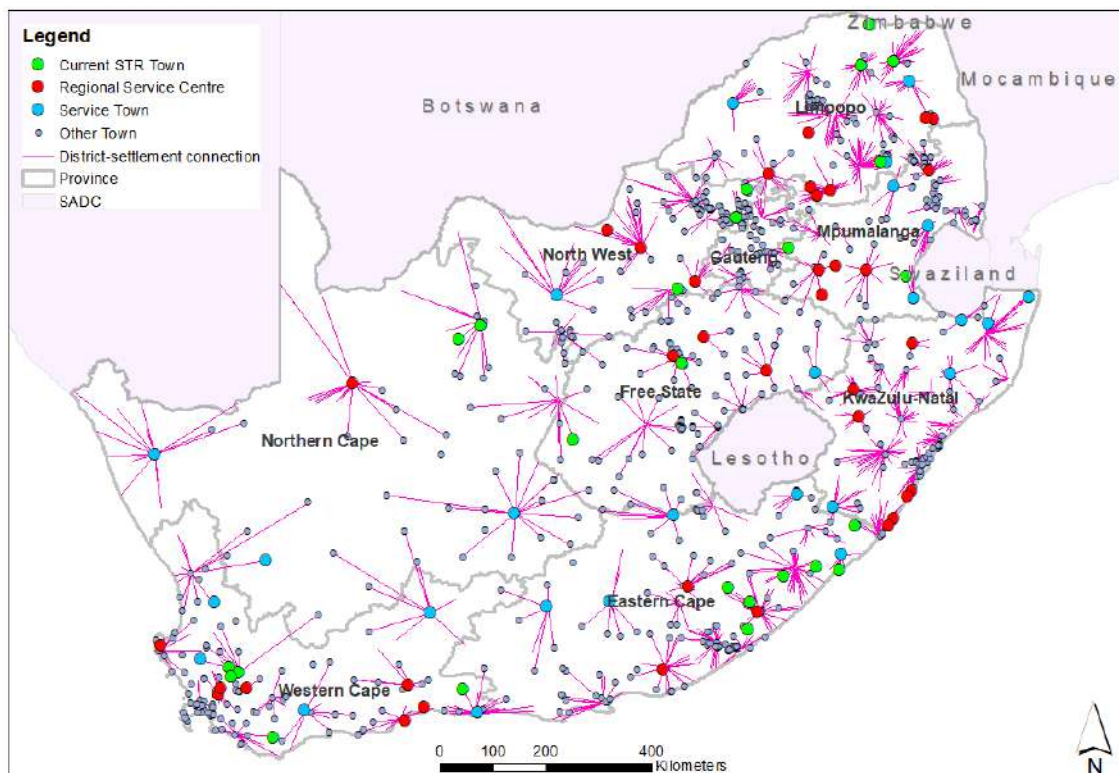 Legend
Current STR Town
Regional Service Centre
Service Town
Other Town
District-settlement connection
Province
SADC
Zimbabwe
Mocambique
Botswana
Limpopo
North West
Mpumalanga
Gauteng
Swaziland
Free State
KwaZulu-Natal
Northern Cape
Lesotho
Eastern Cape
Western Cape
0 100 200 400
Kilometers
N